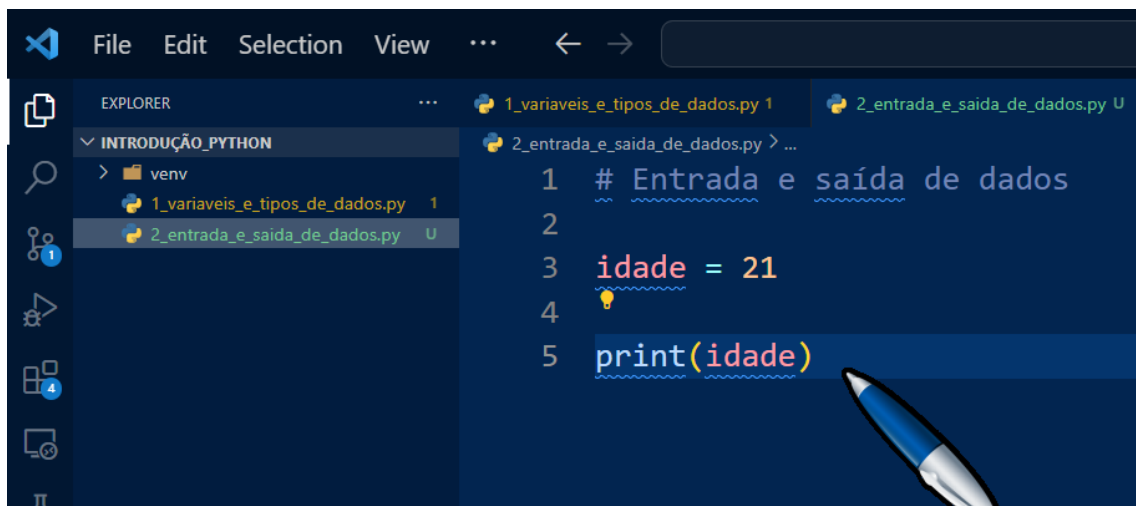 File Edit Selection View ...
EXPLORER ...
1_variaveis_e_tipos_de_dados.py 1
2_entrada_e_saida_de_dados.py U
INTRODUÇÃO_PYTHON
2_entrada_e_saida_de_dados.py > ...
venv
1_variaveis_e_tipos_de_dados.py 1
2_entrada_e_saida_de_dados.py U
1
4
1 # Entrada e saída de dados
2
3 idade = 21
4
5 print(idade)